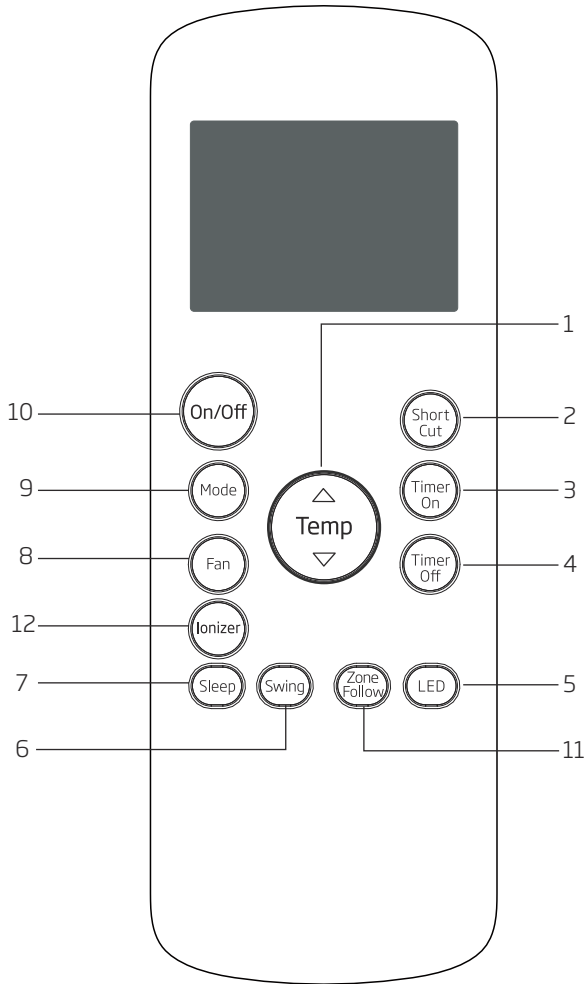 1
10
On/Off
Short
Cut
2
9
Mode
Timer
On
3
Temp
8
Fan
Timer
Off
4
12
Ionizer
7
Sleep
Swing
Zone
Follow
LED
5
6
11